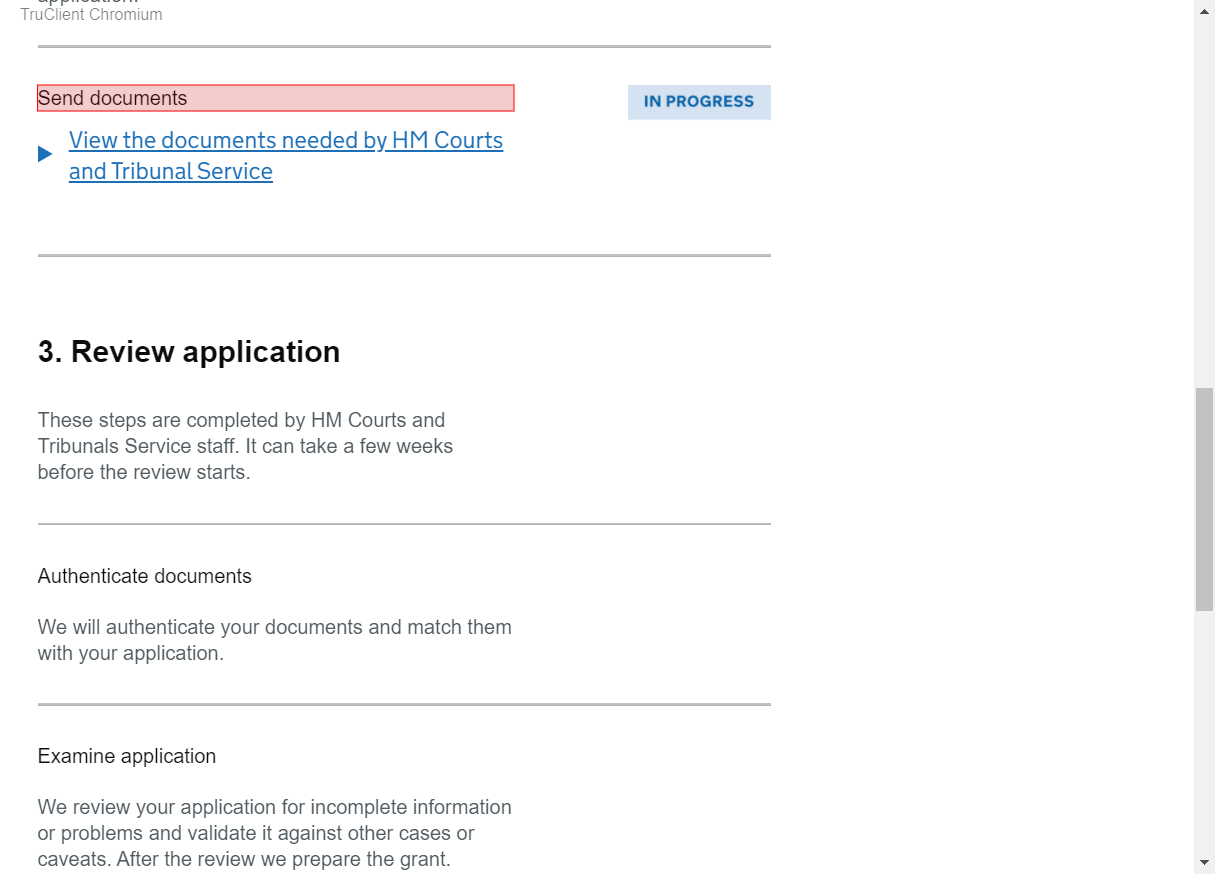 application.
TruClient Chromium
Send documents
IN PROGRESS
View the documents needed by HM Courts
and Tribunal Service
3. Review application
These steps are completed by HM Courts and
Tribunals Service staff. It can take a few weeks
before the review starts.
Authenticate documents
We will authenticate your documents and match them
with your application.
Examine application
We review your application for incomplete information
or problems and validate it against other cases or
caveats. After the review we prepare the grant.